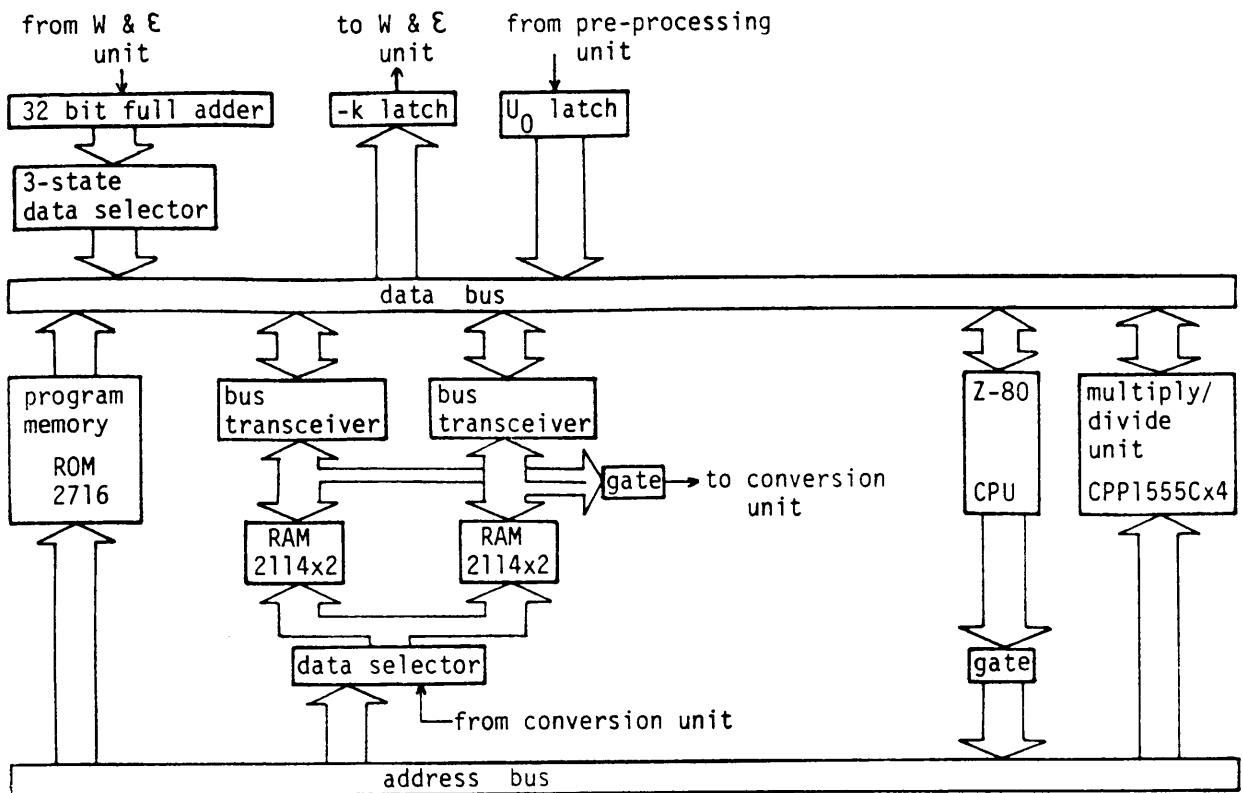 from W & Ɛ
unit
to W & Ɛ
unit
from pre-processing
unit
32 bit full adder
-k latch
U0 latch
3-state
data selector
data bus
program
memory
ROM
2716
bus
transceiver
bus
transceiver
Z-80
CPU
multiply/
divide
unit
CPP1555Cx4
gate
to conversion
unit
RAM
2114x2
RAM
2114x2
data selector
gate
from conversion unit
address bus